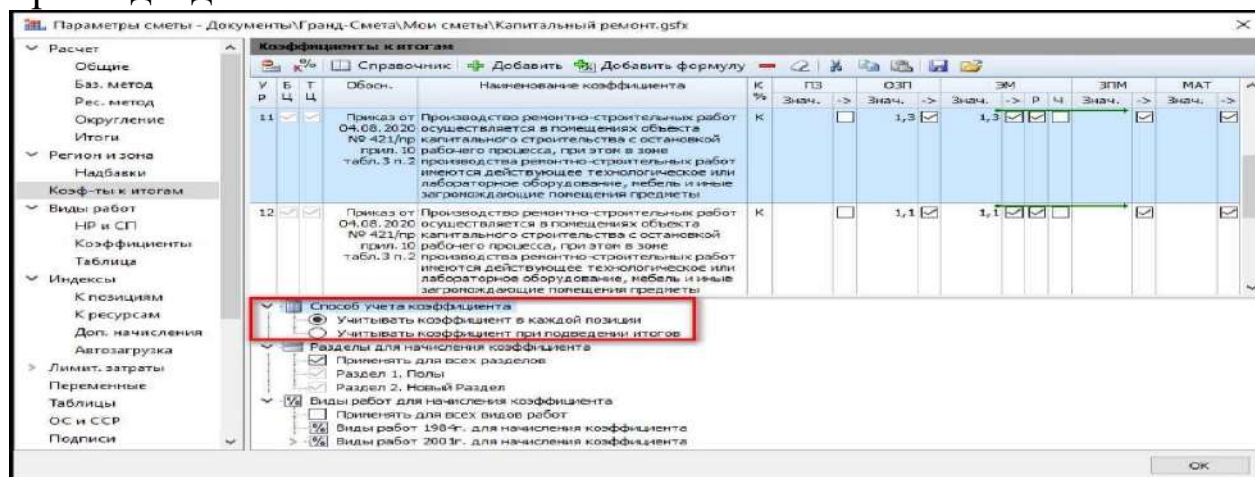 Параметры сметы - Документы\Гранд-Смета\Мои сметы\Капитальный ремонт.gsfx
Расчет
Общие
Баз. метод
Рес. метод
Округление
Итоги
Регион и зона
Надбавки
Коэф-ты к итогам
Виды работ
НР и СП
Коэффициенты
Таблица
Индексы
К позициям
К ресурсам
Доп. начисления
Автозагрузка
Лимит. затраты
Переменные
Таблицы
ОС и ССР
Подписи
Коэффициенты к итогам
Справочник Добавить Добавить формулу
У Р Б Ц Т Ц Обосн. Наименование коэффициента К % ПЗ ОЗП ЭМ ЗПМ МАТ
Знач. -> Знач. -> Знач. -> Р Ч Знач. -> Знач. ->
11 Приказ от Производство ремонтно-строительных работ К 1,3 1,3
04.08.2020 осуществляется в помещениях объекта
№ 421/пр капитального строительства с остановкой
прил. 10 рабочего процесса, при этом в зоне
табл. 3 п. 2 производства ремонтно-строительных работ
имеются действующее технологическое или
лабораторное оборудование, мебель и иные
загромождающие помещения предметы
12 Приказ от Производство ремонтно-строительных работ К 1,1 1,1
04.08.2020 осуществляется в помещениях объекта
№ 421/пр капитального строительства с остановкой
прил. 10 рабочего процесса, при этом в зоне
табл. 3 п. 2 производства ремонтно-строительных работ
имеются действующее технологическое или
лабораторное оборудование, мебель и иные
загромождающие помещения предметы
Способ учета коэффициента
Учитывать коэффициент в каждой позиции
Учитывать коэффициент при подведении итогов
Разделы для начисления коэффициента
Применять для всех разделов
Раздел 1. Полы
Раздел 2. Новый Раздел
Виды работ для начисления коэффициента
Применять для всех видов работ
Виды работ 1984г. для начисления коэффициента
Виды работ 2001г. для начисления коэффициента
ОК